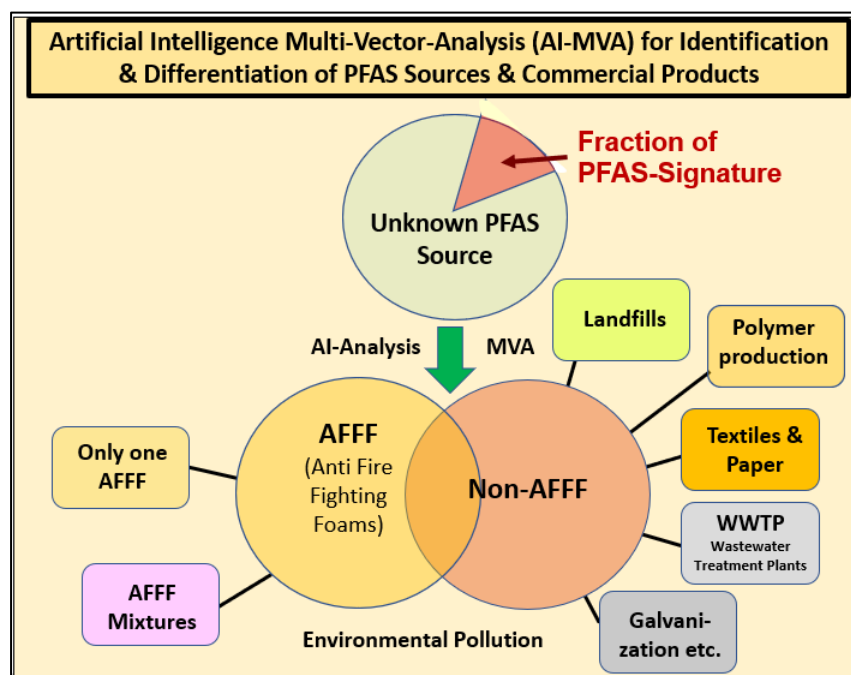 Artificial Intelligence Multi-Vector-Analysis (AI-MVA) for Identification
& Differentiation of PFAS Sources & Commercial Products
Fraction of
PFAS-Signature
Unknown PFAS
Source
AI-Analysis
MVA
Landfills
Polymer
production
Only one
AFFF
AFFF
(Anti Fire
Fighting
Foams)
Non-AFFF
Textiles &
Paper
WWTP
Wastewater
Treatment Plants
AFFF
Mixtures
Galvani-
zation etc.
Environmental Pollution